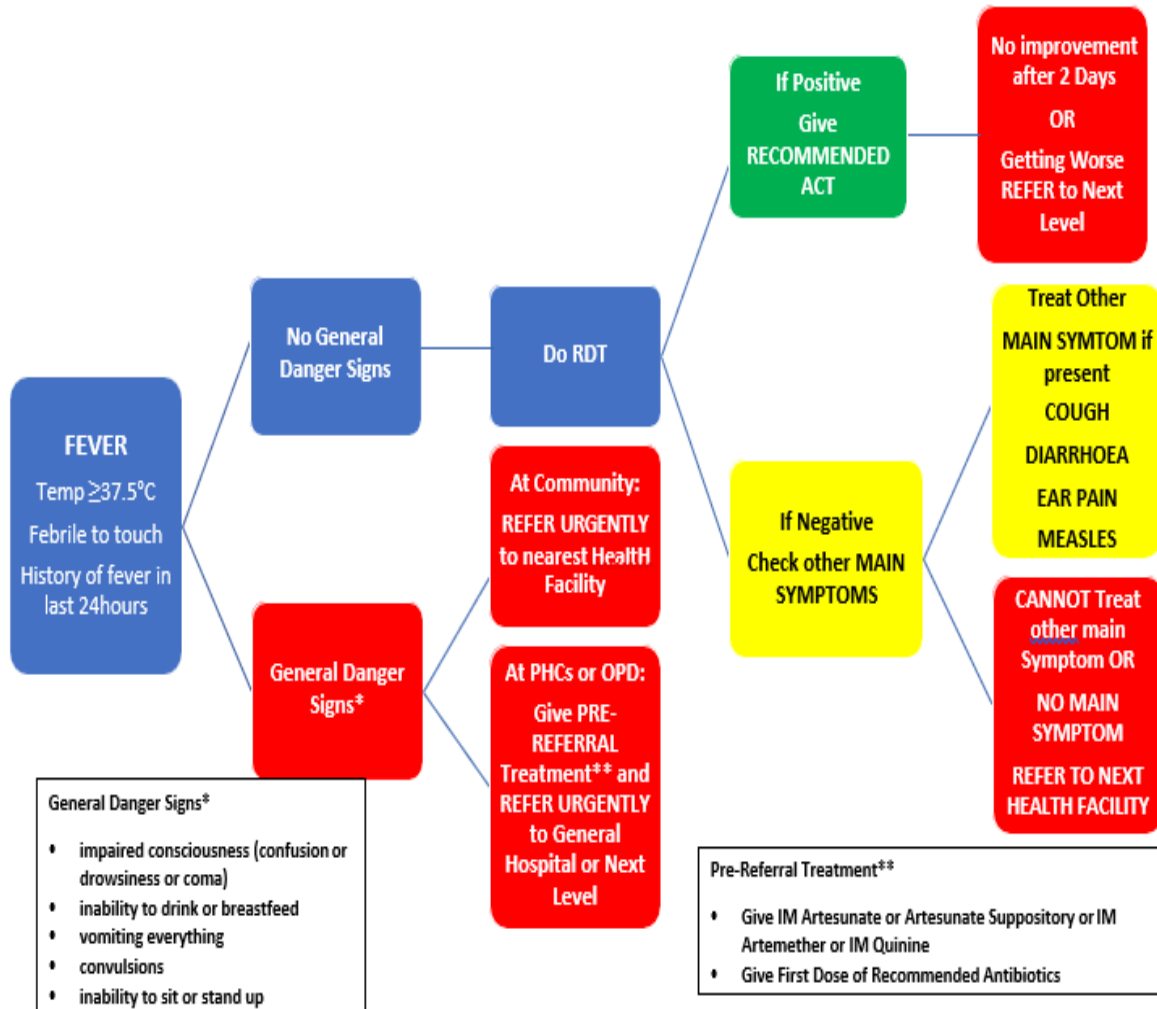 FEVER
Temp ≥37.5°C
Febrile to touch
History of fever in
last 24hours
No General
Danger Signs
General Danger
Signs*
Do RDT
At Community:
REFER URGENTLY
to nearest HealtH
Facility
At PHCs or OPD:
Give PRE-
REFERRAL
Treatment** and
REFER URGENTLY
to General
Hospital or Next
Level
If Positive
Give
RECOMMENDED
ACT
If Negative
Check other MAIN
SYMPTOMS
No improvement
after 2 Days
OR
Getting Worse
REFER to Next
Level
Treat Other
MAIN SYMTOM if
present
COUGH
DIARRHOEA
EAR PAIN
MEASLES
CANNOT Treat
other main
Symptom OR
NO MAIN
SYMPTOM
REFER TO NEXT
HEALTH FACILITY
General Danger Signs*
• impaired consciousness (confusion or
drowsiness or coma)
• inability to drink or breastfeed
• vomiting everything
• convulsions
• inability to sit or stand up
Pre-Referral Treatment**
• Give IM Artesunate or Artesunate Suppository or IM
Artemether or IM Quinine
• Give First Dose of Recommended Antibiotics